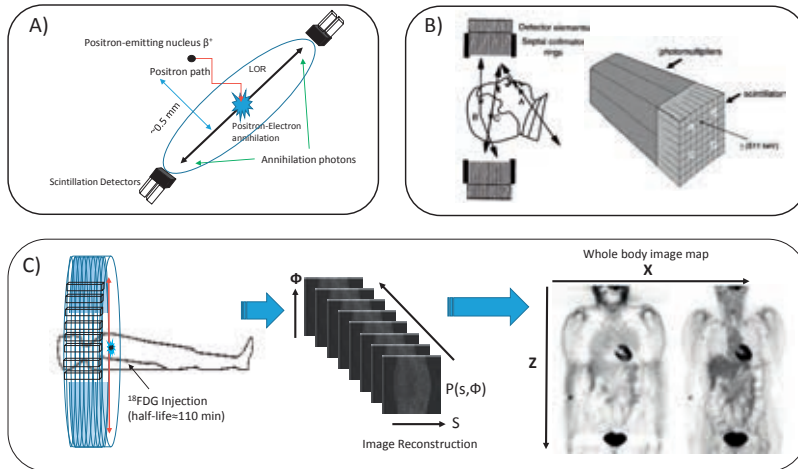 A)
Positron-emitting nucleus β⁺
Positron path
LOR
~0.5 mm
Positron-Electron
annihilation
Annihilation photons
Scintillation Detectors
B)
Detector elements
Septal collimator
rings
A
B
photomultipliers
scintillator
γ (511 keV)
C)
¹⁸FDG Injection
(half-life≈110 min)
Φ
P(s,Φ)
S
Image Reconstruction
Whole body image map
X
Z